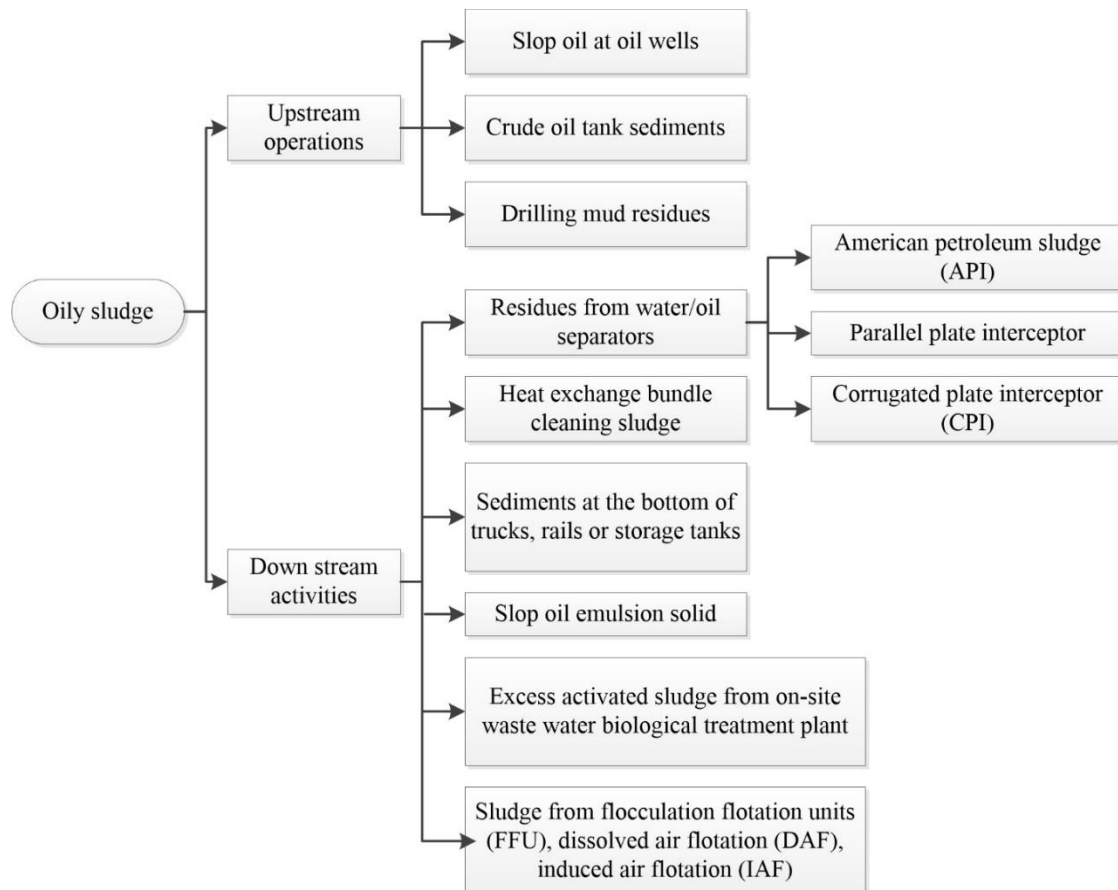 Oily sludge
Upstream
operations
Slop oil at oil wells
Crude oil tank sediments
Drilling mud residues
Down stream
activities
Residues from water/oil
separators
American petroleum sludge
(API)
Parallel plate interceptor
Corrugated plate interceptor
(CPI)
Heat exchange bundle
cleaning sludge
Sediments at the bottom of
trucks, rails or storage tanks
Slop oil emulsion solid
Excess activated sludge from on-site
waste water biological treatment plant
Sludge from flocculation flotation units
(FFU), dissolved air flotation (DAF),
induced air flotation (IAF)